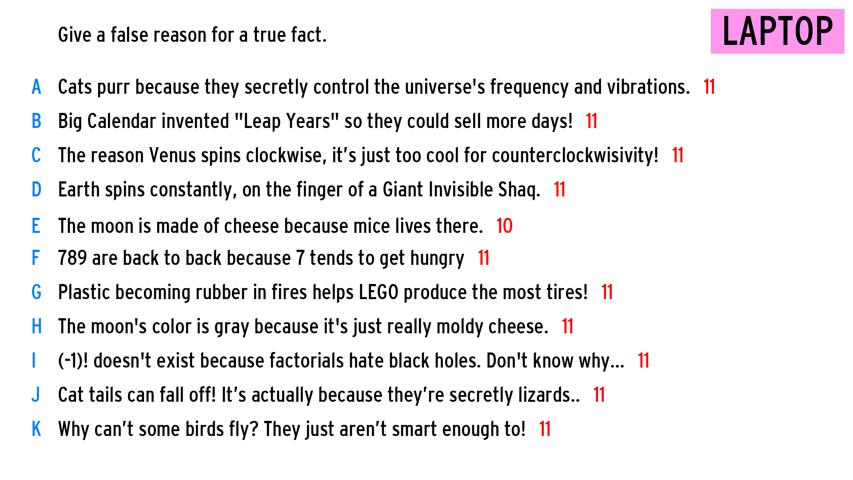 Give a false reason for a true fact.
LAPTOP
A Cats purr because they secretly control the universe's frequency and vibrations. 11
B Big Calendar invented "Leap Years" so they could sell more days! 11
C The reason Venus spins clockwise, it’s just too cool for counterclockwisivity! 11
D Earth spins constantly, on the finger of a Giant Invisible Shaq. 11
E The moon is made of cheese because mice lives there. 10
F 789 are back to back because 7 tends to get hungry 11
G Plastic becoming rubber in fires helps LEGO produce the most tires! 11
H The moon's color is gray because it's just really moldy cheese. 11
I (-1)! doesn't exist because factorials hate black holes. Don't know why... 11
J Cat tails can fall off! It’s actually because they’re secretly lizards.. 11
K Why can’t some birds fly? They just aren’t smart enough to! 11